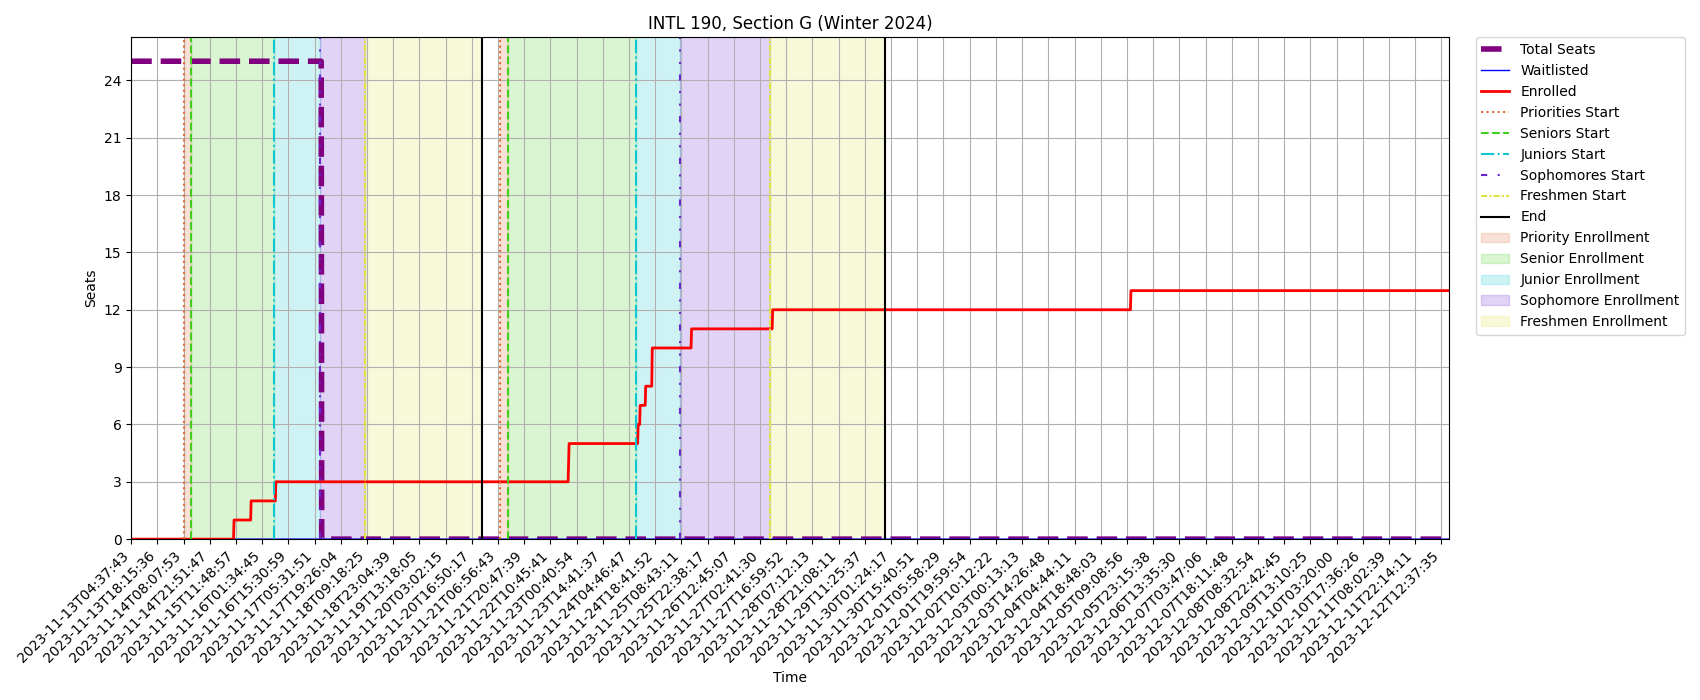 INTL 190, Section G (Winter 2024)
Seats
24
21
18
15
12
9
6
3
0
2023-11-13T04:37:43
2023-11-13T18:15:36
2023-11-14T08:07:53
2023-11-14T21:51:47
2023-11-15T11:48:57
2023-11-16T01:34:45
2023-11-16T15:30:59
2023-11-17T05:31:51
2023-11-17T19:26:04
2023-11-18T09:18:25
2023-11-18T23:04:39
2023-11-19T13:18:05
2023-11-20T03:02:15
2023-11-20T16:50:17
2023-11-21T06:56:43
2023-11-21T20:47:39
2023-11-22T10:45:41
2023-11-23T00:40:54
2023-11-23T14:41:37
2023-11-24T04:46:47
2023-11-24T18:41:52
2023-11-25T08:43:11
2023-11-25T22:38:17
2023-11-26T12:45:07
2023-11-27T02:41:30
2023-11-27T16:59:52
2023-11-28T07:12:13
2023-11-28T21:08:11
2023-11-29T11:25:37
2023-11-30T01:24:17
2023-11-30T15:40:51
2023-12-01T05:58:29
2023-12-01T19:59:54
2023-12-02T10:12:22
2023-12-03T00:13:13
2023-12-03T14:26:48
2023-12-04T04:44:11
2023-12-04T18:48:03
2023-12-05T09:08:56
2023-12-05T23:15:38
2023-12-06T13:35:30
2023-12-07T03:47:06
2023-12-07T18:11:48
2023-12-08T08:32:54
2023-12-08T22:42:45
2023-12-09T13:10:25
2023-12-10T03:20:00
2023-12-10T17:36:26
2023-12-11T08:02:39
2023-12-11T22:14:11
2023-12-12T12:37:35
Time
Total Seats
Waitlisted
Enrolled
Priorities Start
Seniors Start
Juniors Start
Sophomores Start
Freshmen Start
End
Priority Enrollment
Senior Enrollment
Junior Enrollment
Sophomore Enrollment
Freshmen Enrollment